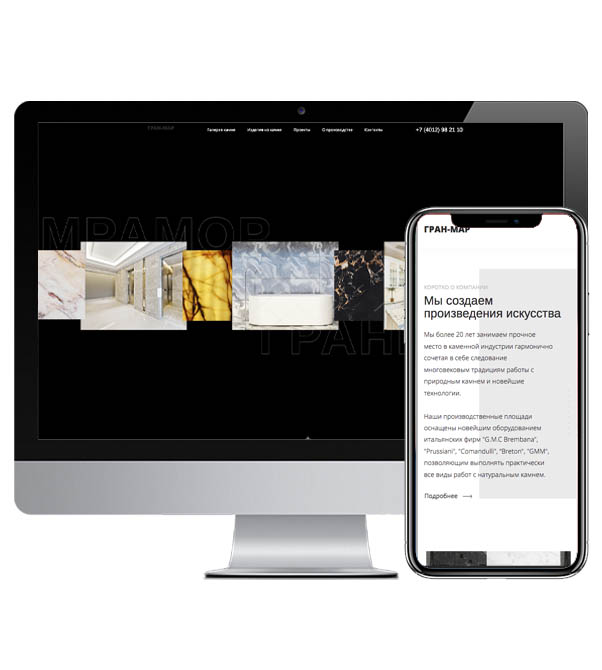 ГРАН-МАР
Галерея камня Изделия из камня Проекты О производстве Контакты
+7 (4012) 98 21 10
МРАМОР
ГРАН
ГРАН-МАР
КОРОТКО О КОМПАНИИ
Мы создаем
произведения искусства
Мы более 20 лет занимаем прочное
место в каменной индустрии гармонично
сочетая в себе следование
многовековым традициям работы с
природным камнем и новейшие
технологии.
Наши производственные площади
оснащены новейшим оборудованием
итальянских фирм "G.M.C Brembana",
"Prussiani", "Comandulli", "Breton", "GMM",
позволяющим выполнять практически
все виды работ с натуральным камнем.
Подробнее